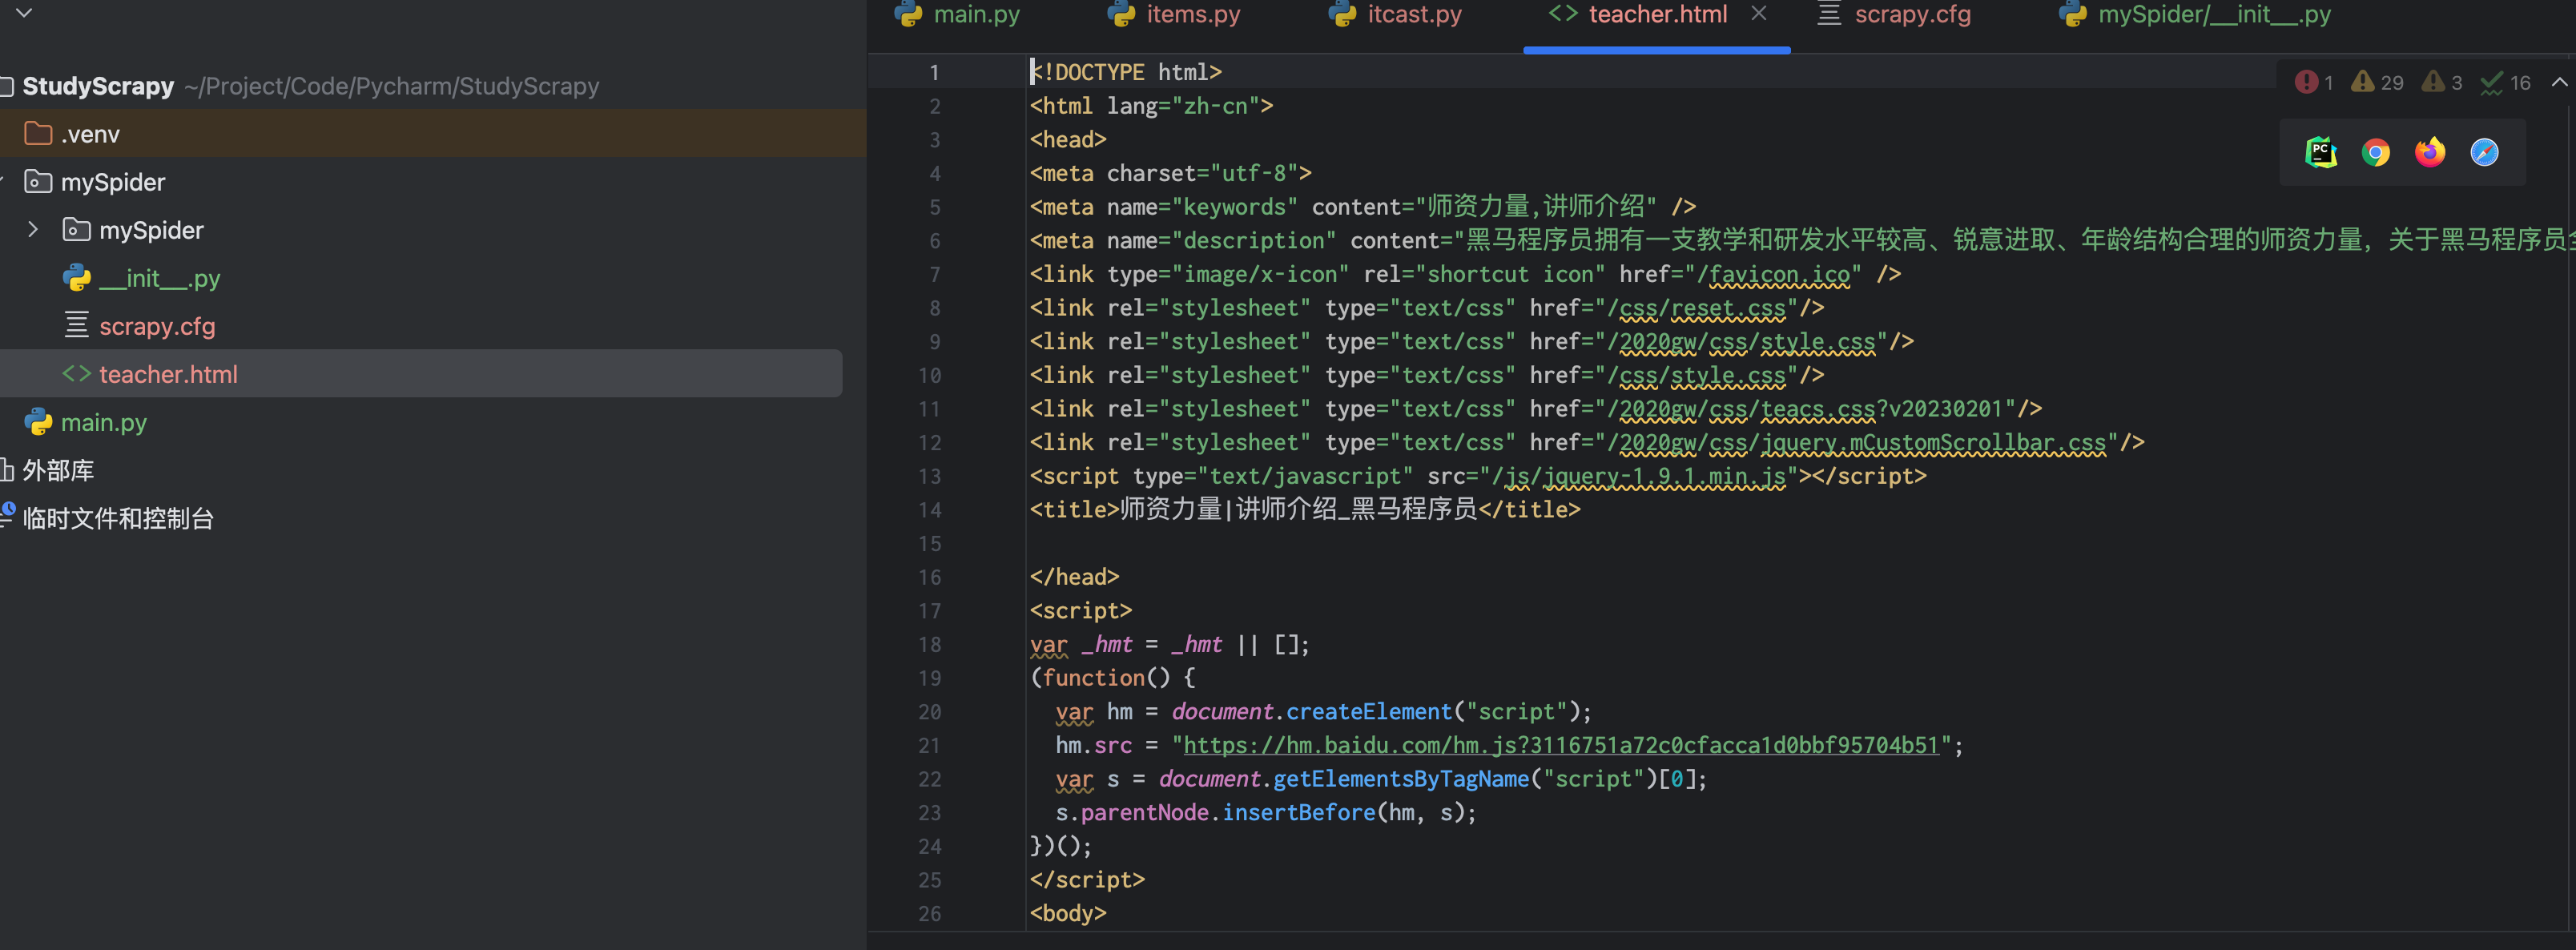 main.py
items.py
itcast.py
teacher.html
scrapy.cfg
mySpider/__init__.py
StudyScrapy ~/Project/Code/Pycharm/StudyScrapy
.venv
mySpider
mySpider
__init__.py
scrapy.cfg
teacher.html
main.py
外部库
临时文件和控制台
1 29 3 16
1 <!DOCTYPE html>
2 <html lang="zh-cn">
3 <head>
4 <meta charset="utf-8">
5 <meta name="keywords" content="师资力量,讲师介绍" />
6 <meta name="description" content="黑马程序员拥有一支教学和研发水平较高、锐意进取、年龄结构合理的师资力量，关于黑马程序员
7 <link type="image/x-icon" rel="shortcut icon" href="/favicon.ico" />
8 <link rel="stylesheet" type="text/css" href="/css/reset.css"/>
9 <link rel="stylesheet" type="text/css" href="/2020gw/css/style.css"/>
10 <link rel="stylesheet" type="text/css" href="/css/style.css"/>
11 <link rel="stylesheet" type="text/css" href="/2020gw/css/teacs.css?v20230201"/>
12 <link rel="stylesheet" type="text/css" href="/2020gw/css/jquery.mCustomScrollbar.css"/>
13 <script type="text/javascript" src="/js/jquery-1.9.1.min.js"></script>
14 <title>师资力量|讲师介绍_黑马程序员</title>
15
16 </head>
17 <script>
18 var _hmt = _hmt || [];
19 (function() {
20 var hm = document.createElement("script");
21 hm.src = "https://hm.baidu.com/hm.js?3116751a72c0cfacca1d0bbf95704b51";
22 var s = document.getElementsByTagName("script")[0];
23 s.parentNode.insertBefore(hm, s);
24 })();
25 </script>
26 <body>
PC